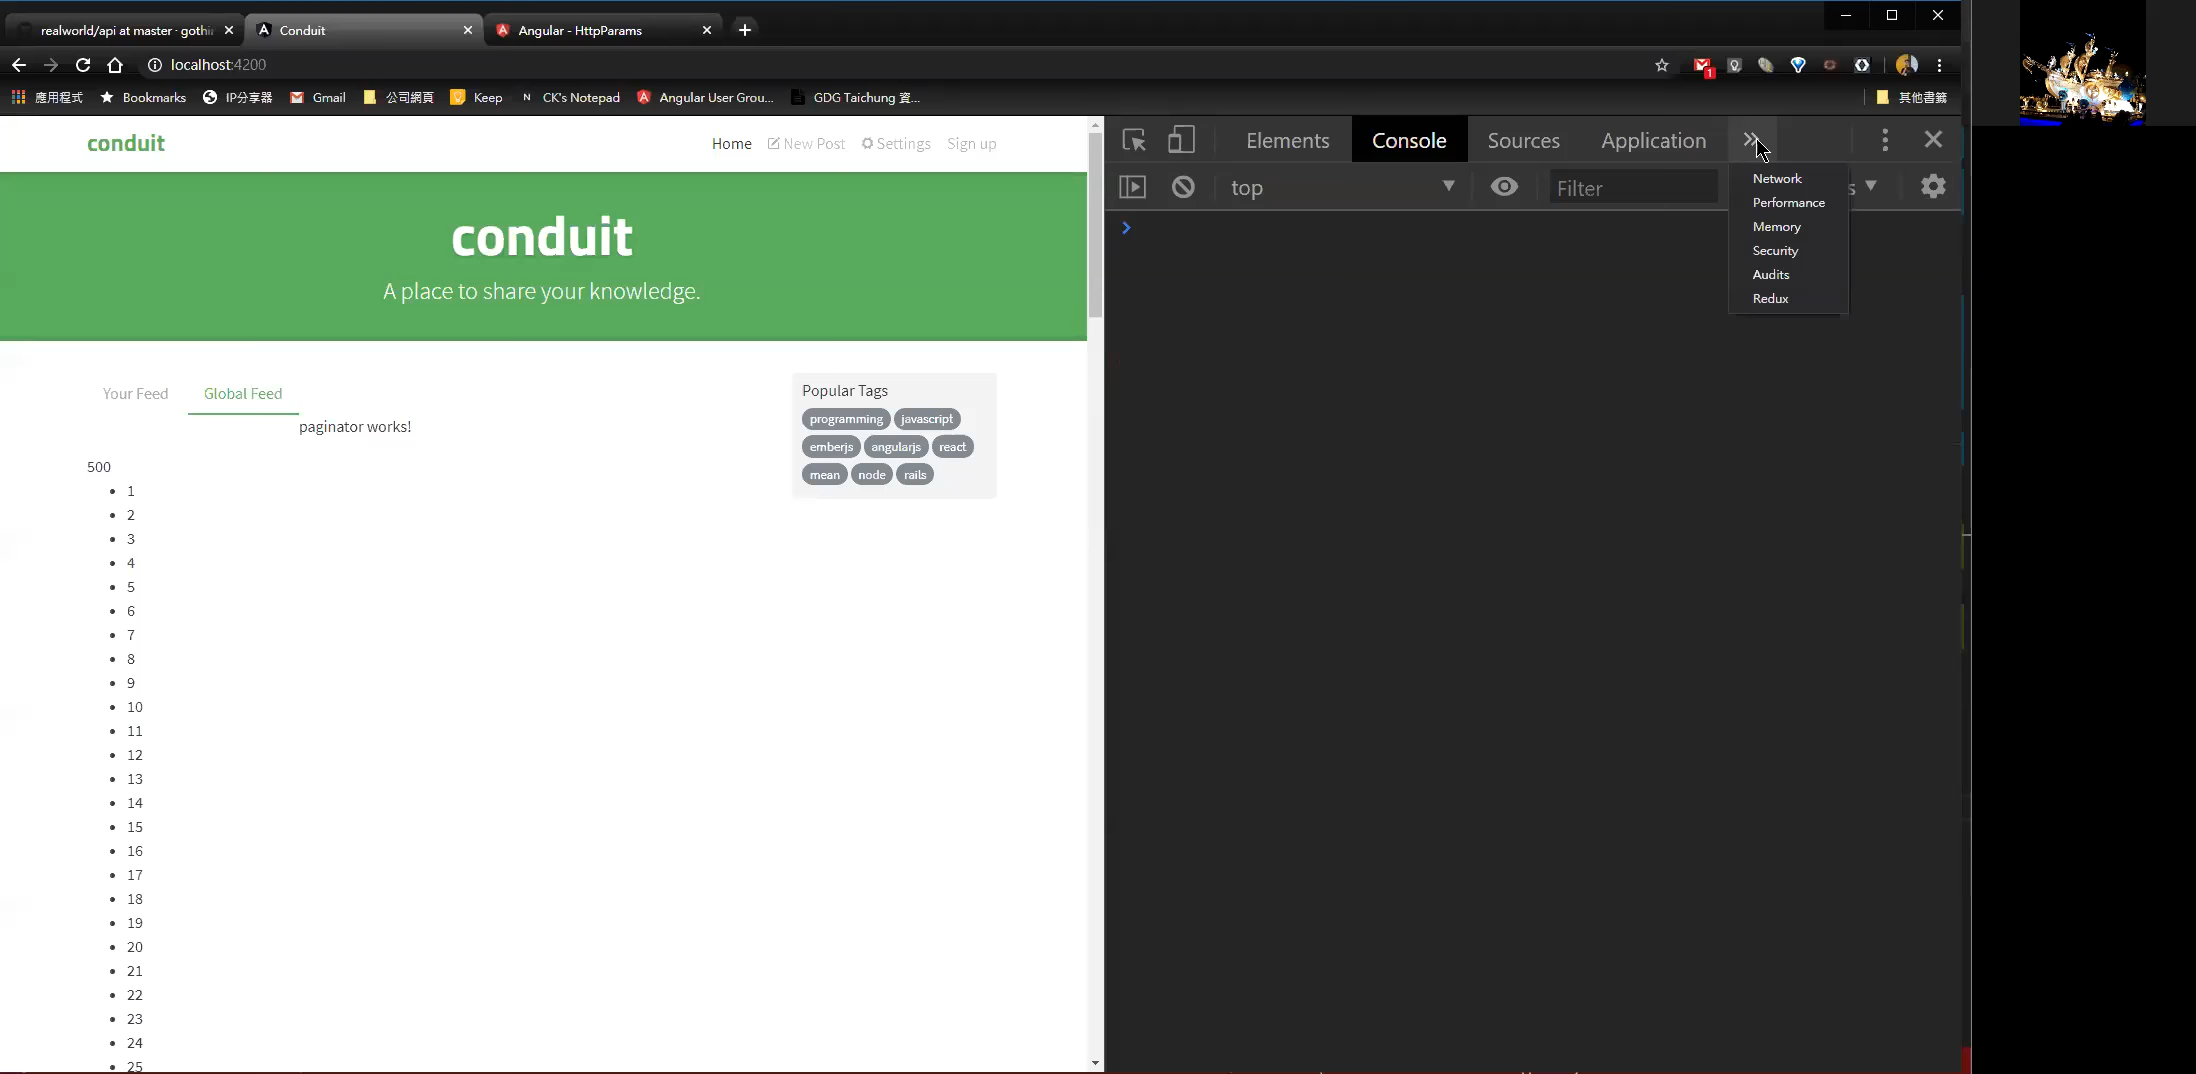 realworld/api at master · gothi
Conduit
Angular - HttpParams
localhost:4200
1
應用程式
Bookmarks
IP分享器
Gmail
公司網頁
Keep
N CK's Notepad
Angular User Grou...
GDG Taichung 資...
其他書籤
conduit
Home
New Post
Settings
Sign up
conduit
A place to share your knowledge.
Your Feed
Global Feed
paginator works!
Popular Tags
programming javascript
emberjs angularjs react
mean node rails
500
1
2
3
4
5
6
7
8
9
10
11
12
13
14
15
16
17
18
19
20
21
22
23
24
25
Elements
Console
Sources
Application
top
Filter
s
Network
Performance
Memory
Security
Audits
Redux